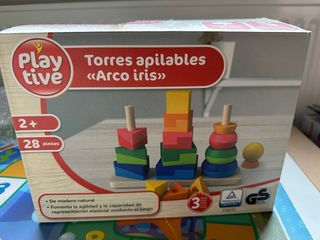 Play
tive
Torres apilables
«Arco iris»
2+
28 piezas
- De madera natural
- Fomenta la agilidad y la capacidad de
representación espacial mediante el juego
3
GS